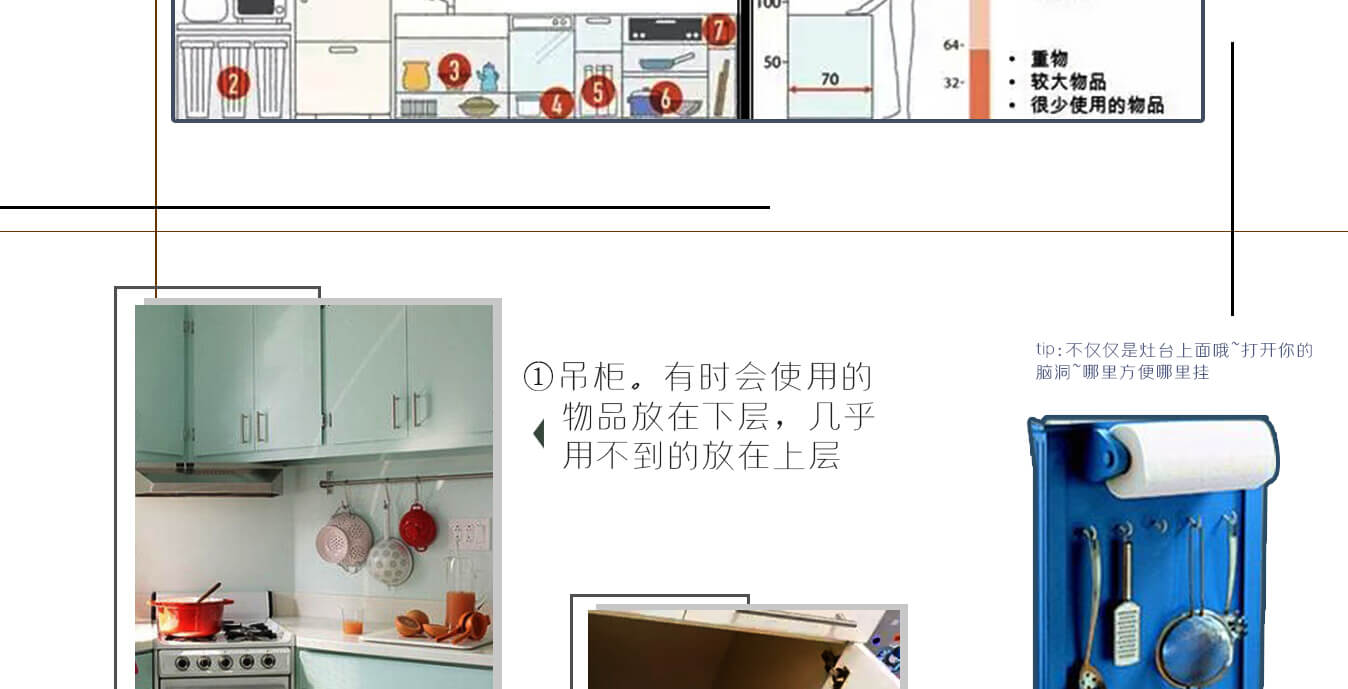 2
3
4
5
6
7
100-
50-
70
64-
32-
• 重物
• 较大物品
• 很少使用的物品
tip:不仅仅是灶台上面哦~打开你的
脑洞~哪里方便哪里挂
①吊柜。有时会使用的
物品放在下层，几乎
用不到的放在上层